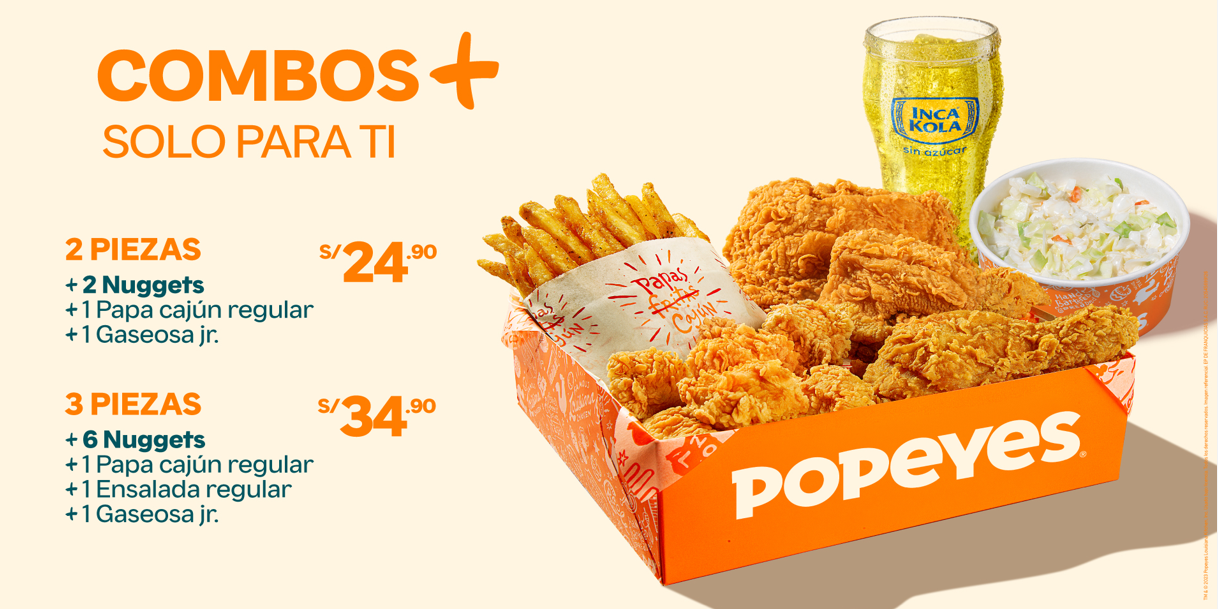 COMBOS+
SOLO PARA TI
2 PIEZAS
+ 2 Nuggets
+ 1 Papa cajún regular
+ 1 Gaseosa jr.
S/24.90
3 PIEZAS
+ 6 Nuggets
+ 1 Papa cajún regular
+ 1 Ensalada regular
+ 1 Gaseosa jr.
S/34.90
INCA
KOLA
sin azúcar
Papas
Fritas
Cajún
POPEYES®